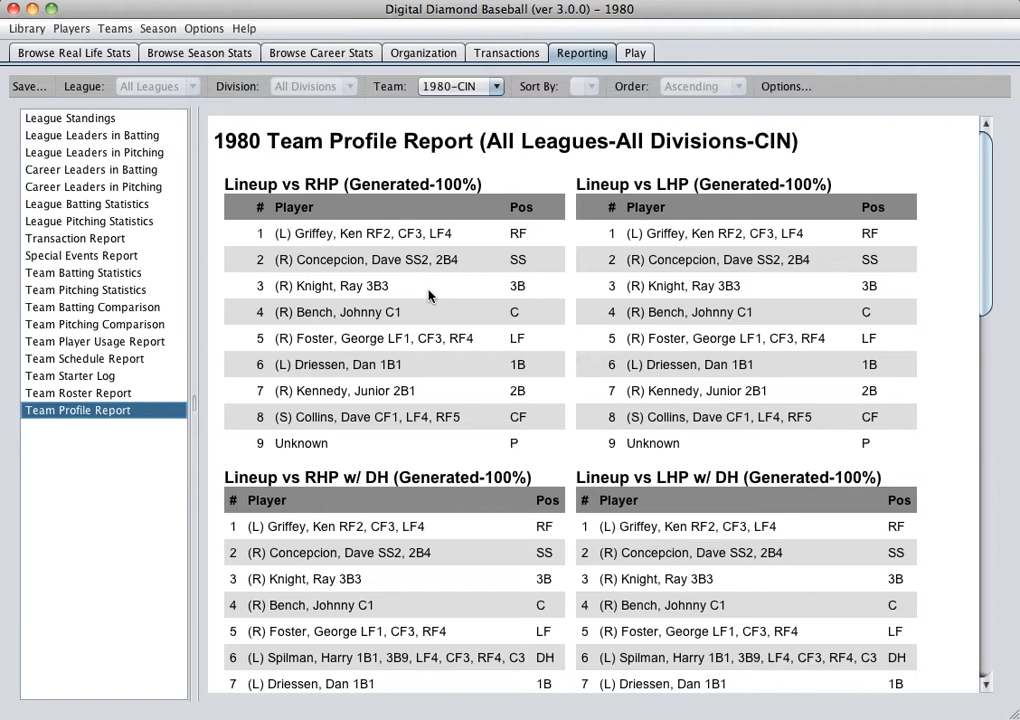 Digital Diamond Baseball (ver 3.0.0) – 1980
Library Players Teams Season Options Help
Browse Real Life Stats Browse Season Stats Browse Career Stats Organization Transactions Reporting Play
Save... League: All Leagues Division: All Divisions Team: 1980-CIN Sort By: Order: Ascending Options...
League Standings
League Leaders in Batting
League Leaders in Pitching
Career Leaders in Batting
Career Leaders in Pitching
League Batting Statistics
League Pitching Statistics
Transaction Report
Special Events Report
Team Batting Statistics
Team Pitching Statistics
Team Batting Comparison
Team Pitching Comparison
Team Player Usage Report
Team Schedule Report
Team Starter Log
Team Roster Report
Team Profile Report
1980 Team Profile Report (All Leagues-All Divisions-CIN)
Lineup vs RHP (Generated-100%)
# Player Pos
1 (L) Griffey, Ken RF2, CF3, LF4 RF
2 (R) Concepcion, Dave SS2, 2B4 SS
3 (R) Knight, Ray 3B3 3B
4 (R) Bench, Johnny C1 C
5 (R) Foster, George LF1, CF3, RF4 LF
6 (L) Driessen, Dan 1B1 1B
7 (R) Kennedy, Junior 2B1 2B
8 (S) Collins, Dave CF1, LF4, RF5 CF
9 Unknown P
Lineup vs LHP (Generated-100%)
# Player Pos
1 (L) Griffey, Ken RF2, CF3, LF4 RF
2 (R) Concepcion, Dave SS2, 2B4 SS
3 (R) Knight, Ray 3B3 3B
4 (R) Bench, Johnny C1 C
5 (R) Foster, George LF1, CF3, RF4 LF
6 (L) Driessen, Dan 1B1 1B
7 (R) Kennedy, Junior 2B1 2B
8 (S) Collins, Dave CF1, LF4, RF5 CF
9 Unknown P
Lineup vs RHP w/ DH (Generated-100%)
# Player Pos
1 (L) Griffey, Ken RF2, CF3, LF4 RF
2 (R) Concepcion, Dave SS2, 2B4 SS
3 (R) Knight, Ray 3B3 3B
4 (R) Bench, Johnny C1 C
5 (R) Foster, George LF1, CF3, RF4 LF
6 (L) Spilman, Harry 1B1, 3B9, LF4, CF3, RF4, C3 DH
7 (L) Driessen, Dan 1B1 1B
Lineup vs LHP w/ DH (Generated-100%)
# Player Pos
1 (L) Griffey, Ken RF2, CF3, LF4 RF
2 (R) Concepcion, Dave SS2, 2B4 SS
3 (R) Knight, Ray 3B3 3B
4 (R) Bench, Johnny C1 C
5 (R) Foster, George LF1, CF3, RF4 LF
6 (L) Spilman, Harry 1B1, 3B9, LF4, CF3, RF4, C3 DH
7 (L) Driessen, Dan 1B1 1B